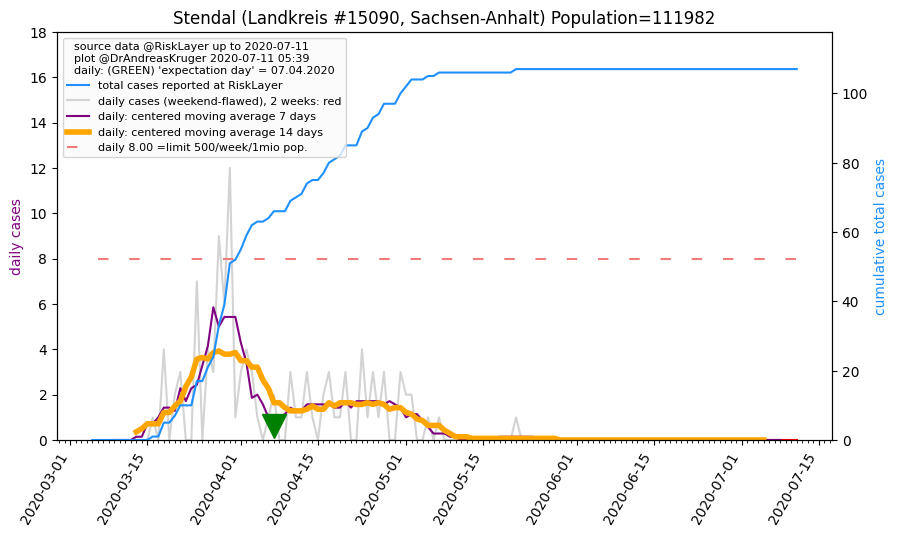 Stendal (Landkreis #15090, Sachsen-Anhalt) Population=111982
source data @RiskLayer up to 2020-07-11
plot @DrAndreasKruger 2020-07-11 05:39
daily: (GREEN) 'expectation day' = 07.04.2020
total cases reported at RiskLayer
daily cases (weekend-flawed), 2 weeks: red
daily: centered moving average 7 days
daily: centered moving average 14 days
daily 8.00 =limit 500/week/1mio pop.
18
16
14
12
10
8
6
4
2
0
daily cases
100
80
60
40
20
0
cumulative total cases
2020-03-01
2020-03-15
2020-04-01
2020-04-15
2020-05-01
2020-05-15
2020-06-01
2020-06-15
2020-07-01
2020-07-15